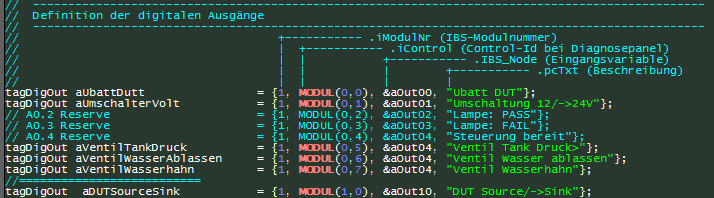 // ------------------------------------------------------------------------------------
//  Definition der digitalen Ausgänge
// ------------------------------------------------------------------------------------
//                                  +----------- .iModulNr (IBS-Modulnummer)
//                                  |  +----------- .iControl (Control-Id bei Diagnosepanel)
//                                  |  |          +----------- .IBS_Node (Eingangsvariable)
//                                  |  |          |        +----------- .pcTxt (Beschreibung)
//                                  |  |          |        |
tagDigOut aUbattDutt              = {1, MODUL(0,0), &aOut00, "Ubatt DUT"};
tagDigOut aUmschalterVolt         = {1, MODUL(0,1), &aOut01, "Umschaltung 12/->24V"};
// A0.2 Reserve                   = {1, MODUL(0,2), &aOut02, "Lampe: PASS"};
// A0.3 Reserve                   = {1, MODUL(0,3), &aOut03, "Lampe: FAIL"};
// A0.4 Reserve                   = {1, MODUL(0,4), &aOut04, "Steuerung bereit"};
tagDigOut aVentilTankDruck        = {1, MODUL(0,5), &aOut04, "Ventil Tank Druck>"};
tagDigOut aVentilWasserAblassen   = {1, MODUL(0,6), &aOut04, "Ventil Wasser ablassen"};
tagDigOut aVentilWasserhahn       = {1, MODUL(0,7), &aOut04, "Ventil Wasserhahn"};
//==========================
tagDigOut  aDUTSourceSink         = {1, MODUL(1,0), &aOut10, "DUT Source/->Sink"};